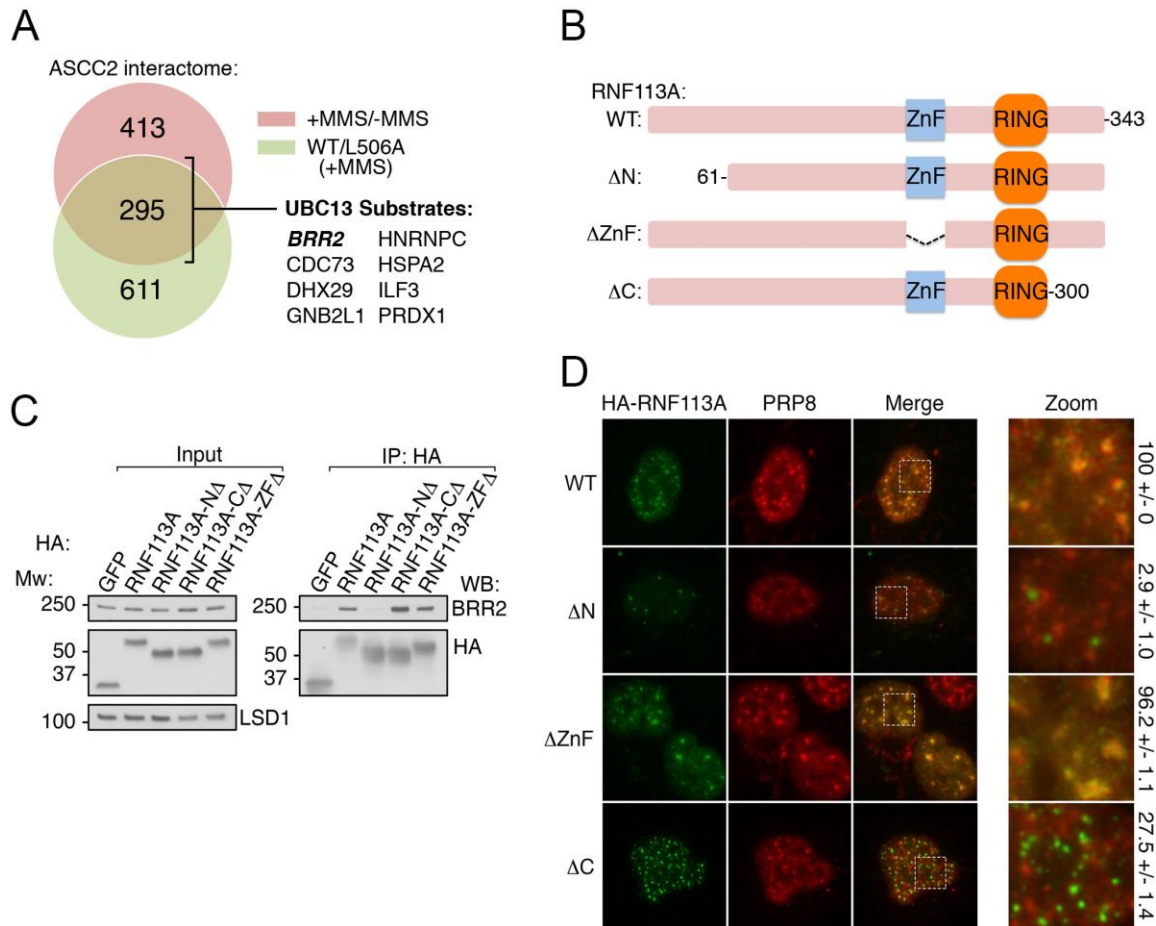 A
ASCC2 interactome:
413
295
611
+MMS/-MMS
WT/L506A
(+MMS)
UBC13 Substrates:
BRR2 HNRNPC
CDC73 HSPA2
DHX29 ILF3
GNB2L1 PRDX1
B
RNF113A:
WT: ZnF RING -343
ΔN: 61- ZnF RING
ΔZnF: RING
ΔC: ZnF RING -300
C
Input
IP: HA
HA:
GFP
RNF113A
RNF113A-NΔ
RNF113A-CΔ
RNF113A-ZFΔ
GFP
RNF113A
RNF113A-NΔ
RNF113A-CΔ
RNF113A-ZFΔ
Mw:
WB:
250
250
BRR2
50
37
50
37
HA
100
LSD1
D
HA-RNF113A PRP8 Merge Zoom
WT
100 +/- 0
ΔN
2.9 +/- 1.0
ΔZnF
96.2 +/- 1.1
ΔC
27.5 +/- 1.4